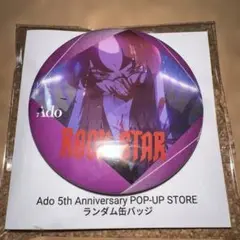 Ado
ROCK STAR
Ado 5th Anniversary POP-UP STORE
ランダム缶バッジ